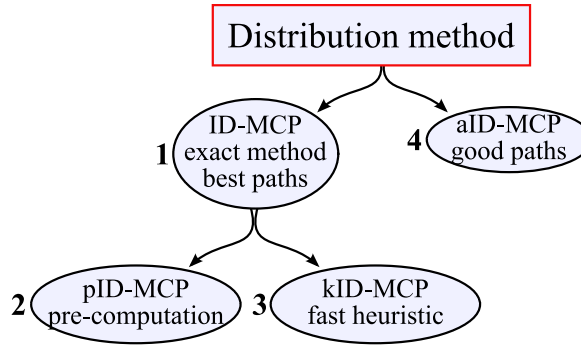 Distribution method
1
ID-MCP
exact method
best paths
4
aID-MCP
good paths
2
pID-MCP
pre-computation
3
kID-MCP
fast heuristic